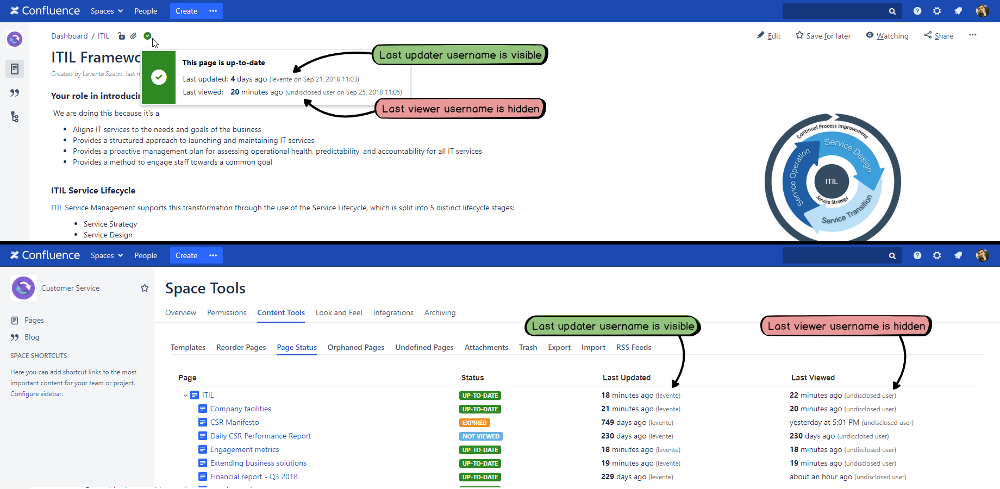 Confluence Spaces People Create ...
Dashboard / ITIL
Edit Save for later Watching Share ...
ITIL Framewo
Created by Levente Szabo, last m
This page is up-to-date
Last updated: 4 days ago (levente on Sep 21, 2018 11:03)
Last viewed: 20 minutes ago (undisclosed user on Sep 25, 2018 11:05)
Last updater username is visible
Last viewer username is hidden
Your role in introducin
We are doing this because it's a
• Aligns IT services to the needs and goals of the business
• Provides a structured approach to launching and maintaining IT services
• Provides a proactive management plan for assessing operational health, predictability, and accountability for all IT services
• Provides a method to engage staff towards a common goal
ITIL Service Lifecycle
ITIL Service Management supports this transformation through the use of the Service Lifecycle, which is split into 5 distinct lifecycle stages:
• Service Strategy
• Service Design
Continual Process Improvement
Service Design
Service Operation
ITIL
Service Strategy
Service Transition
Confluence Spaces People Create ...
Customer Service
Pages
Blog
SPACE SHORTCUTS
Here you can add shortcut links to the most
important content for your team or project.
Configure sidebar.
Space Tools
Overview Permissions Content Tools Look and Feel Integrations Archiving
Last updater username is visible
Last viewer username is hidden
Templates Reorder Pages Page Status Orphaned Pages Undefined Pages Attachments Trash Export Import RSS Feeds
Page Status Last Updated Last Viewed
ITIL UP-TO-DATE 18 minutes ago (levente) 22 minutes ago (undisclosed user)
Company facilities UP-TO-DATE 21 minutes ago (levente) 20 minutes ago (undisclosed user)
CSR Manifesto EXPIRED 749 days ago (levente) yesterday at 5:01 PM (undisclosed user)
Daily CSR Performance Report NOT VIEWED 230 days ago (levente) 230 days ago (undisclosed user)
Engagement metrics UP-TO-DATE 18 minutes ago (levente) 18 minutes ago (undisclosed user)
Extending business solutions UP-TO-DATE 19 minutes ago (levente) 19 minutes ago (undisclosed user)
Financial report - Q3 2018 UP-TO-DATE 229 days ago (levente) about an hour ago (undisclosed user)